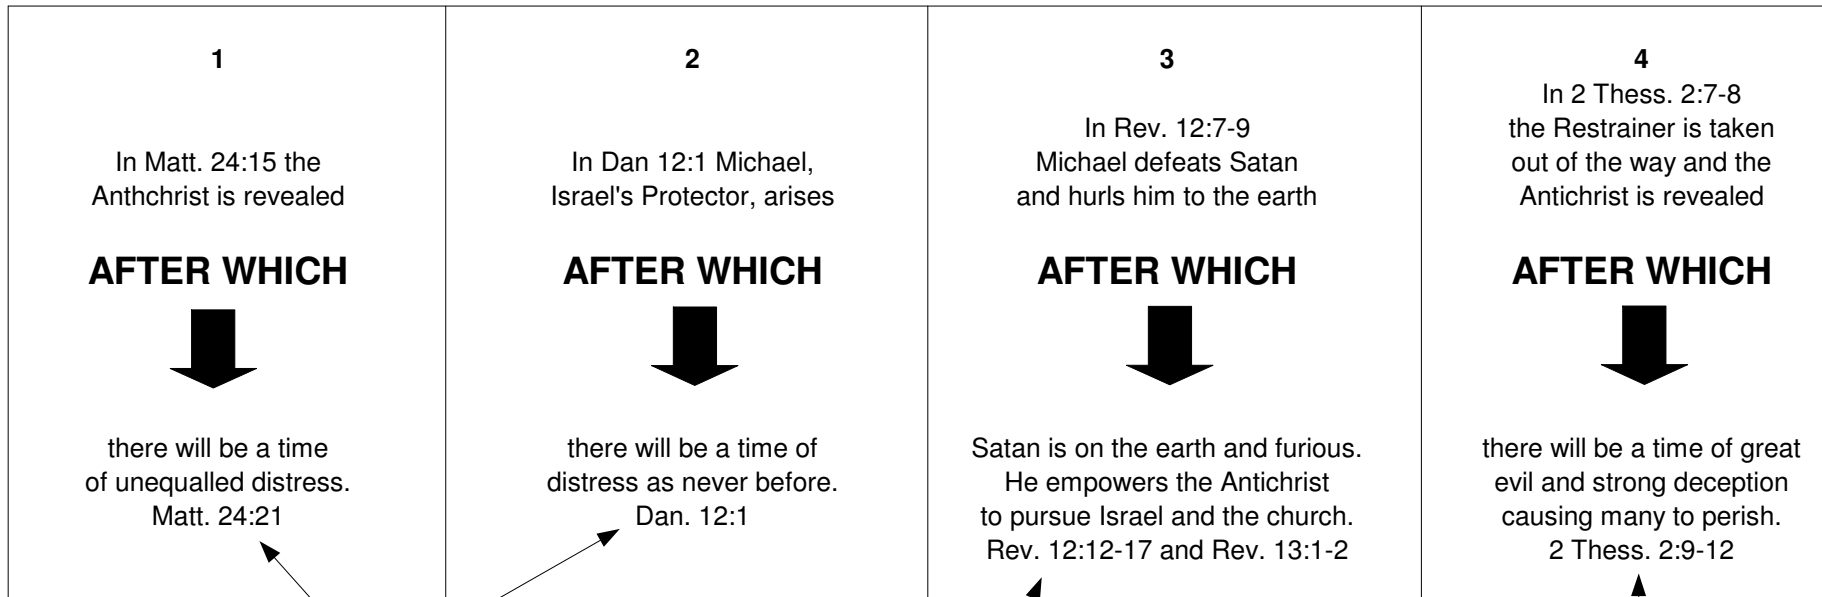 1
In Matt. 24:15 the
Anthchrist is revealed
AFTER WHICH
there will be a time
of unequalled distress.
Matt. 24:21
2
In Dan 12:1 Michael,
Israel's Protector, arises
AFTER WHICH
there will be a time of
distress as never before.
Dan. 12:1
3
In Rev. 12:7-9
Michael defeats Satan
and hurls him to the earth
AFTER WHICH
Satan is on the earth and furious.
He empowers the Antichrist
to pursue Israel and the church.
Rev. 12:12-17 and Rev. 13:1-2
4
In 2 Thess. 2:7-8
the Restrainer is taken
out of the way and the
Antichrist is revealed
AFTER WHICH
there will be a time of great
evil and strong deception
causing many to perish.
2 Thess. 2:9-12